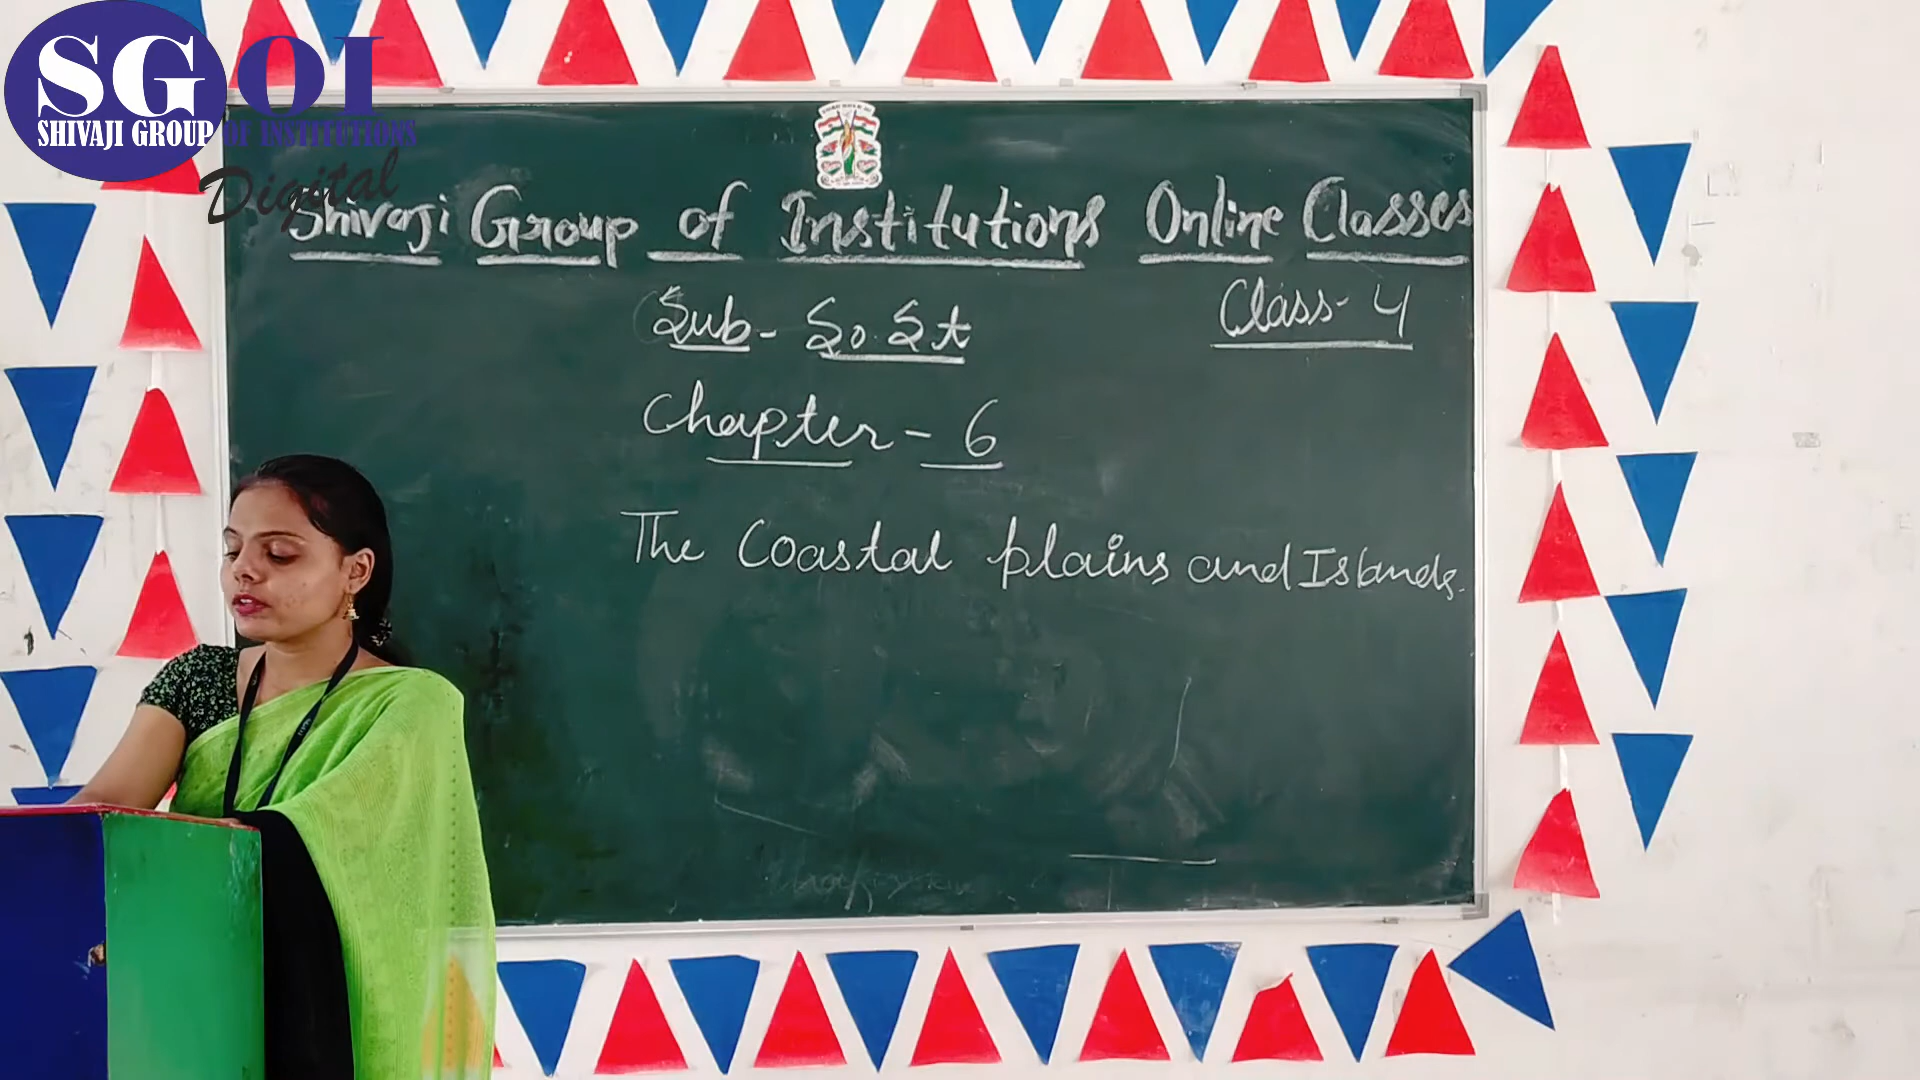 SGOI
SHIVAJI GROUP OF INSTITUTIONS
Digital
Shivaji Group of Institutions Online Classes
Sub - So. St
Class - 4
Chapter - 6
The Coastal plains and Islands.